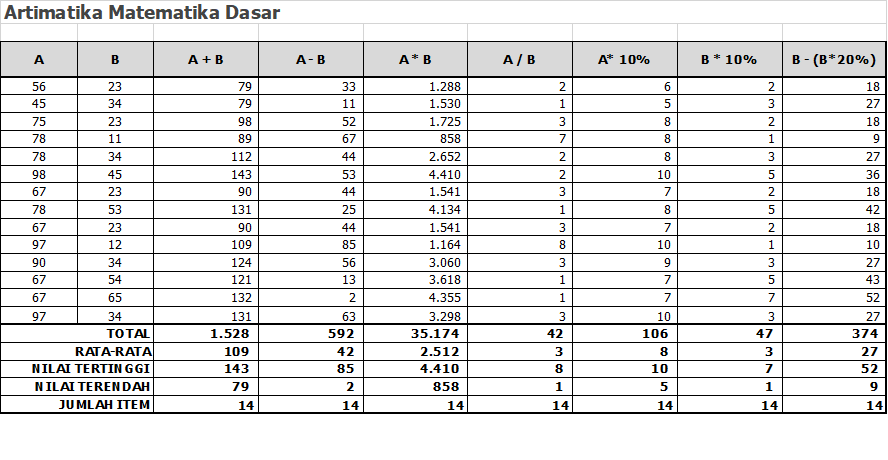 Artimatika Matematika Dasar
A B A + B A - B A * B A / B A* 10% B * 10% B - (B*20%)
56 23 79 33 1.288 2 6 2 18
45 34 79 11 1.530 1 5 3 27
75 23 98 52 1.725 3 8 2 18
78 11 89 67 858 7 8 1 9
78 34 112 44 2.652 2 8 3 27
98 45 143 53 4.410 2 10 5 36
67 23 90 44 1.541 3 7 2 18
78 53 131 25 4.134 1 8 5 42
67 23 90 44 1.541 3 7 2 18
97 12 109 85 1.164 8 10 1 10
90 34 124 56 3.060 3 9 3 27
67 54 121 13 3.618 1 7 5 43
67 65 132 2 4.355 1 7 7 52
97 34 131 63 3.298 3 10 3 27
TOTAL 1.528 592 35.174 42 106 47 374
RATA-RATA 109 42 2.512 3 8 3 27
NILAI TERTINGGI 143 85 4.410 8 10 7 52
NILAI TERENDAH 79 2 858 1 5 1 9
JUMLAH ITEM 14 14 14 14 14 14 14